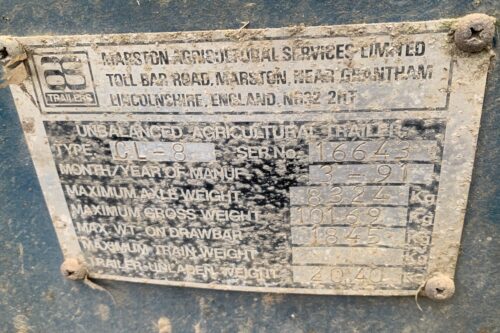 AS
TRAILERS
MARSTON AGRICULTURAL SERVICES LIMITED
TOLL BAR ROAD, MARSTON, NEAR GRANTHAM
LINCOLNSHIRE, ENGLAND, NR32 2HT
UNBALANCED AGRICULTURAL TRAILER
TYPE CL-8 SER No. 16643
MONTH/YEAR OF MANUF. 3-91
MAXIMUM AXLE WEIGHT 8324 KG
MAXIMUM GROSS WEIGHT 10169 KG
MAX. WT. ON DRAWBAR 1845 KG
MAXIMUM TRAIN WEIGHT
TRAILER UNLADEN WEIGHT 2040